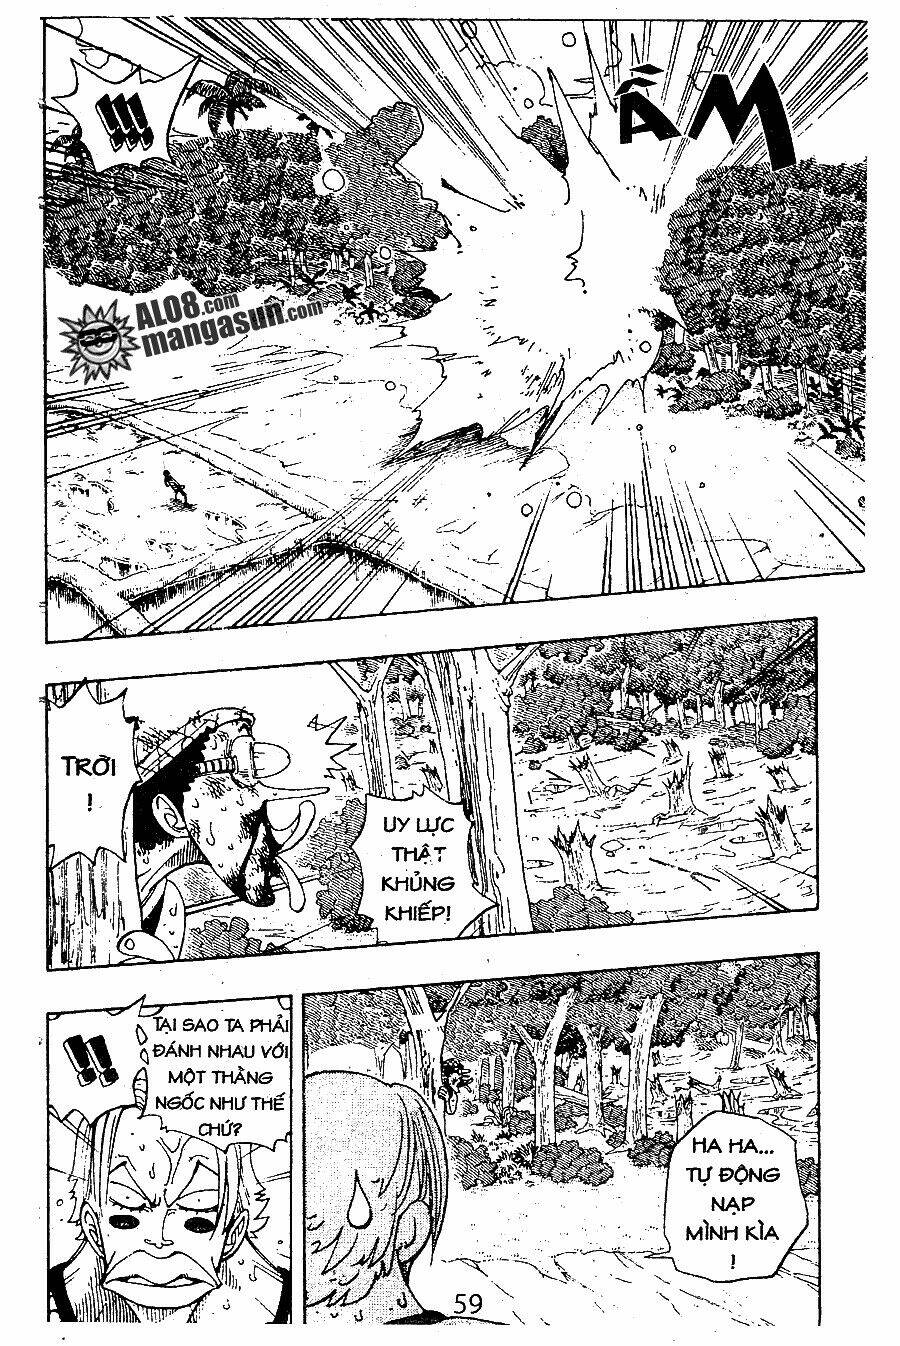 !!!
ẦM
ALO8.com
mangasun.com
TRỜI
!
UY LỰC
THẬT
KHỦNG
KHIẾP!
!!
TẠI SAO TA PHẢI
ĐÁNH NHAU VỚI
MỘT THẰNG
NGỐC NHƯ THẾ
CHỨ?
HA HA...
TỰ ĐỘNG
NẠP
MÌNH KÌA
!
59